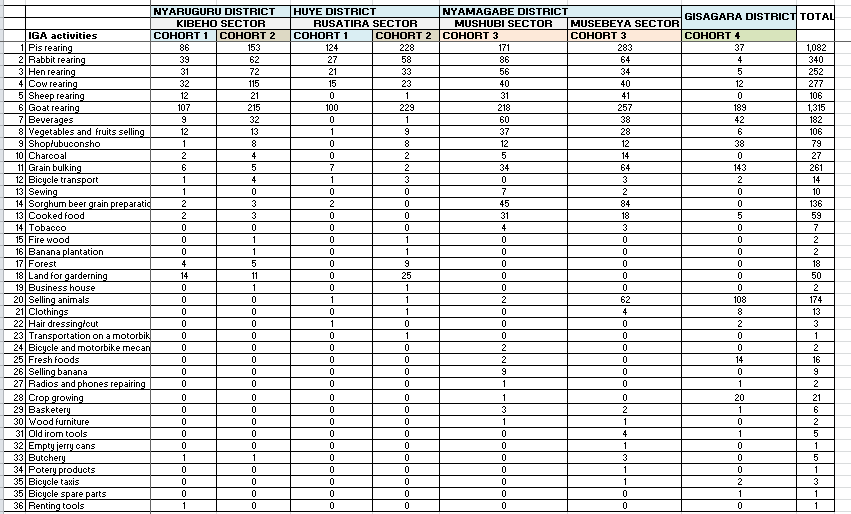 NYARUGURU DISTRICT HUYE DISTRICT NYAMAGABE DISTRICT GISAGARA DISTRICT TOTAL
KIBEHO SECTOR RUSATIRA SECTOR MUSHUBI SECTOR MUSEBEYA SECTOR
IGA activities COHORT 1 COHORT 2 COHORT 1 COHORT 2 COHORT 3 COHORT 3 COHORT 4
1 Pis rearing 86 153 124 228 171 283 37 1,082
2 Rabbit rearing 39 62 27 58 86 64 4 340
3 Hen rearing 31 72 21 33 56 34 5 252
4 Cow rearing 32 115 15 23 40 40 12 277
5 Sheep rearing 12 21 0 1 31 41 0 106
6 Goat rearing 107 215 100 229 218 257 189 1,315
7 Beverages 9 32 0 1 60 38 42 182
8 Vegetables and fruits selling 12 13 1 9 37 28 6 106
9 Shop/ubuconsho 1 8 0 8 12 12 38 79
10 Charcoal 2 4 0 2 5 14 0 27
11 Grain bulking 6 5 7 2 34 64 143 261
12 Bicycle transport 1 4 1 3 0 3 2 14
13 Sewing 1 0 0 0 7 2 0 10
14 Sorghum beer grain preparatic 2 3 2 0 45 84 0 136
13 Cooked food 2 3 0 0 31 18 5 59
14 Tobacco 0 0 0 0 4 3 0 7
15 Fire wood 0 1 0 1 0 0 0 2
16 Banana plantation 0 1 0 1 0 0 0 2
17 Forest 4 5 0 9 0 0 0 18
18 Land for garderning 14 11 0 25 0 0 0 50
19 Business house 0 1 0 1 0 0 0 2
20 Selling animals 0 0 1 1 2 62 108 174
21 Clothings 0 0 0 1 0 4 8 13
22 Hair dressing/cut 0 0 1 0 0 0 2 3
23 Transportation on a motorbik 0 0 0 1 0 0 0 1
24 Bicycle and motorbike mecan 0 0 0 0 2 0 0 2
25 Fresh foods 0 0 0 0 2 0 14 16
26 Selling banana 0 0 0 0 9 0 0 9
27 Radios and phones repairing 0 0 0 0 1 0 1 2
28 Crop growing 0 0 0 0 1 0 20 21
29 Basketery 0 0 0 0 3 2 1 6
30 Wood furniture 0 0 0 0 1 1 0 2
31 Old irom tools 0 0 0 0 0 4 1 5
32 Empty jerry cans 0 0 0 0 0 1 0 1
33 Butchery 1 1 0 0 0 3 0 5
34 Potery products 0 0 0 0 0 1 0 1
35 Bicycle taxis 0 0 0 0 0 1 2 3
35 Bicycle spare parts 0 0 0 0 0 0 1 1
36 Renting tools 1 0 0 0 0 0 0 1